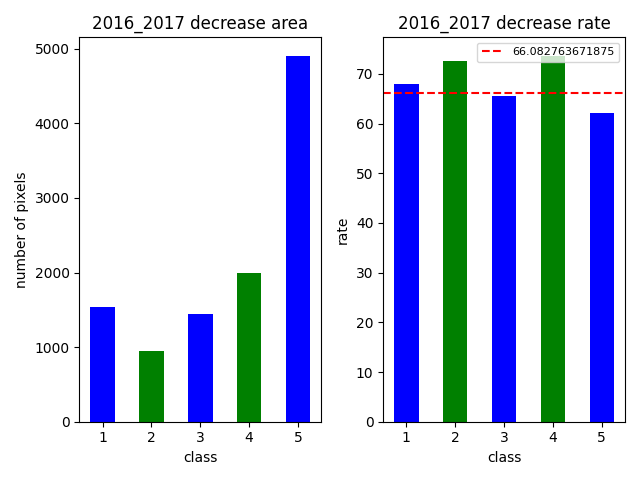 2016_2017 decrease area
5000
4000
3000
2000
1000
0
number of pixels
1 2 3 4 5
class
2016_2017 decrease rate
66.082763671875
70
60
50
40
30
20
10
0
rate
1 2 3 4 5
class